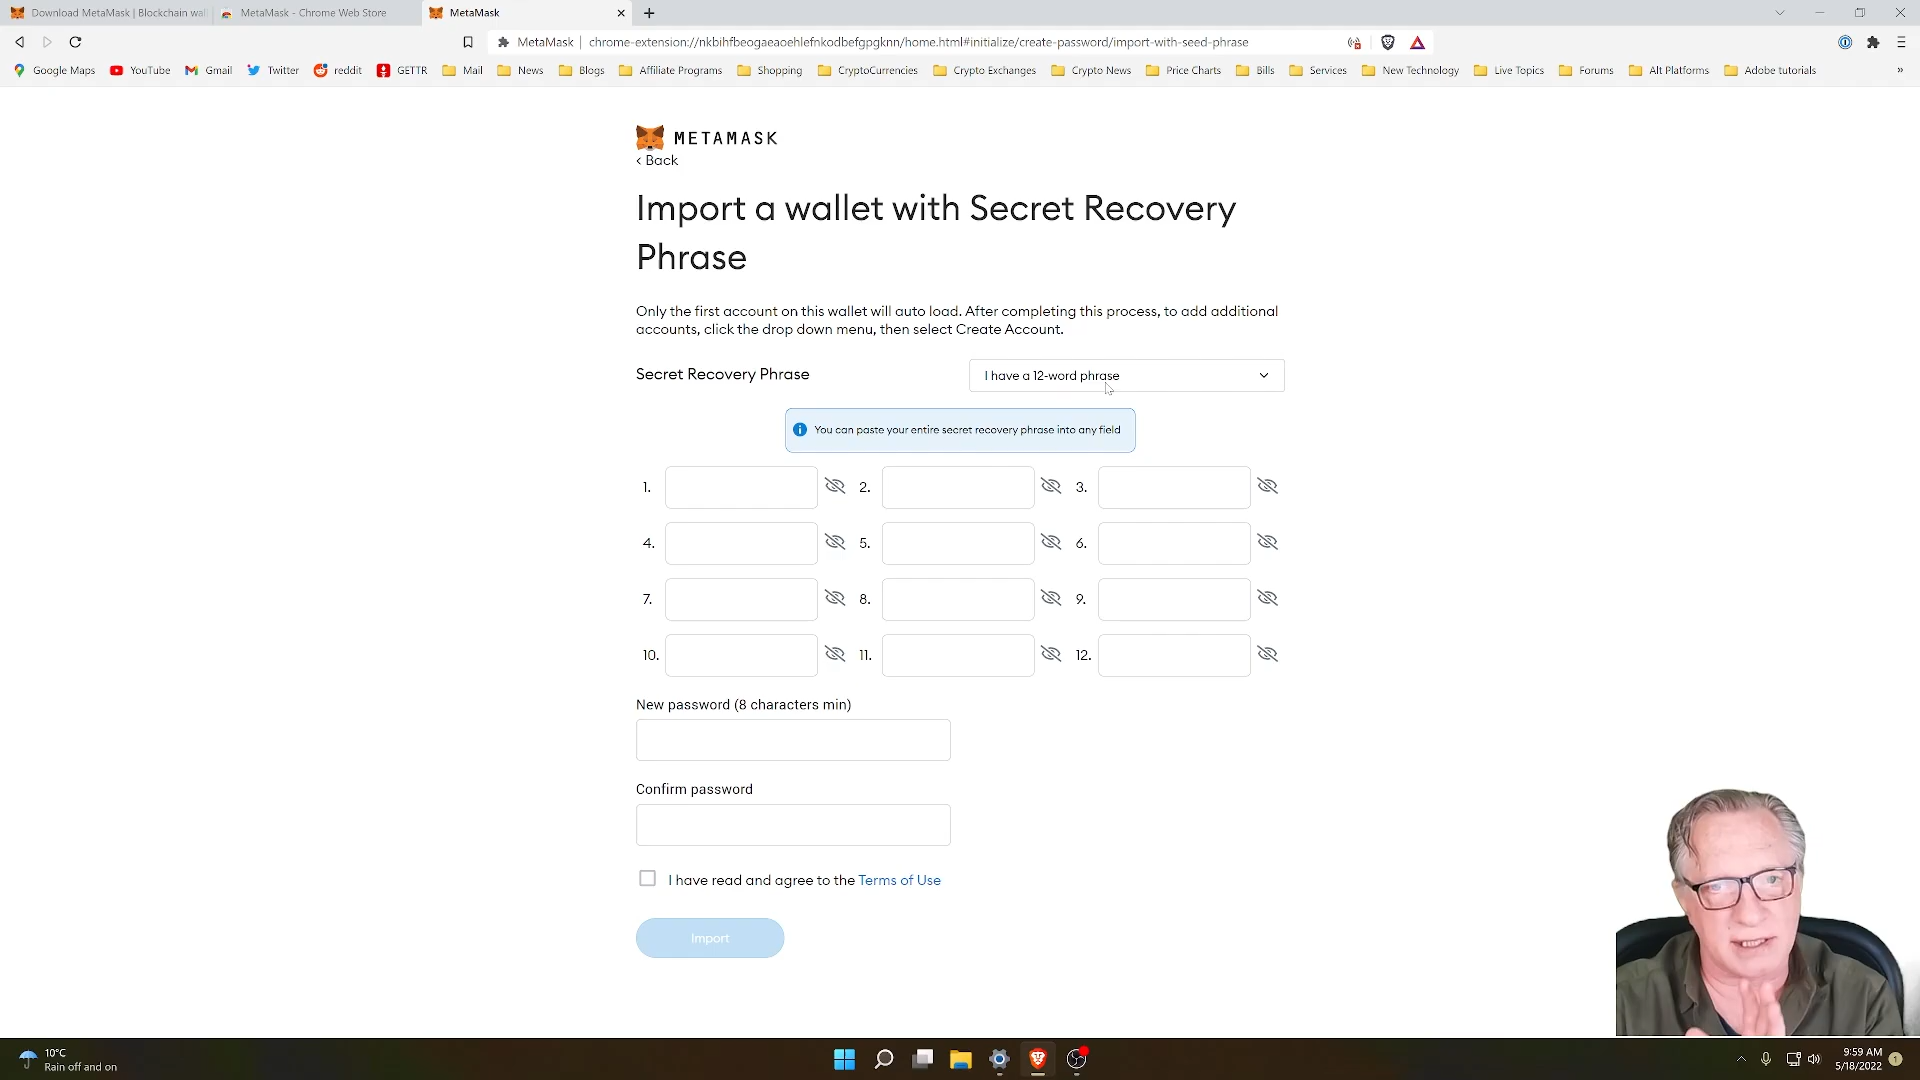 Download MetaMask | Blockchain wal
MetaMask - Chrome Web Store
MetaMask
MetaMask | chrome-extension://nkbihfbeogaeaoehlefnkodbefgpgknn/home.html#initialize/create-password/import-with-seed-phrase
Google Maps YouTube Gmail Twitter reddit GETTR Mail News Blogs Affiliate Programs Shopping CryptoCurrencies Crypto Exchanges Crypto News Price Charts Bills Services New Technology Live Topics Forums Alt Platforms Adobe tutorials »
METAMASK
< Back
Import a wallet with Secret Recovery
Phrase
Only the first account on this wallet will auto load. After completing this process, to add additional
accounts, click the drop down menu, then select Create Account.
Secret Recovery Phrase
I have a 12-word phrase
You can paste your entire secret recovery phrase into any field
1. 2. 3.
4. 5. 6.
7. 8. 9.
10. 11. 12.
New password (8 characters min)
Confirm password
I have read and agree to the Terms of Use
Import
10°C
Rain off and on
9:59 AM
5/18/2022
1